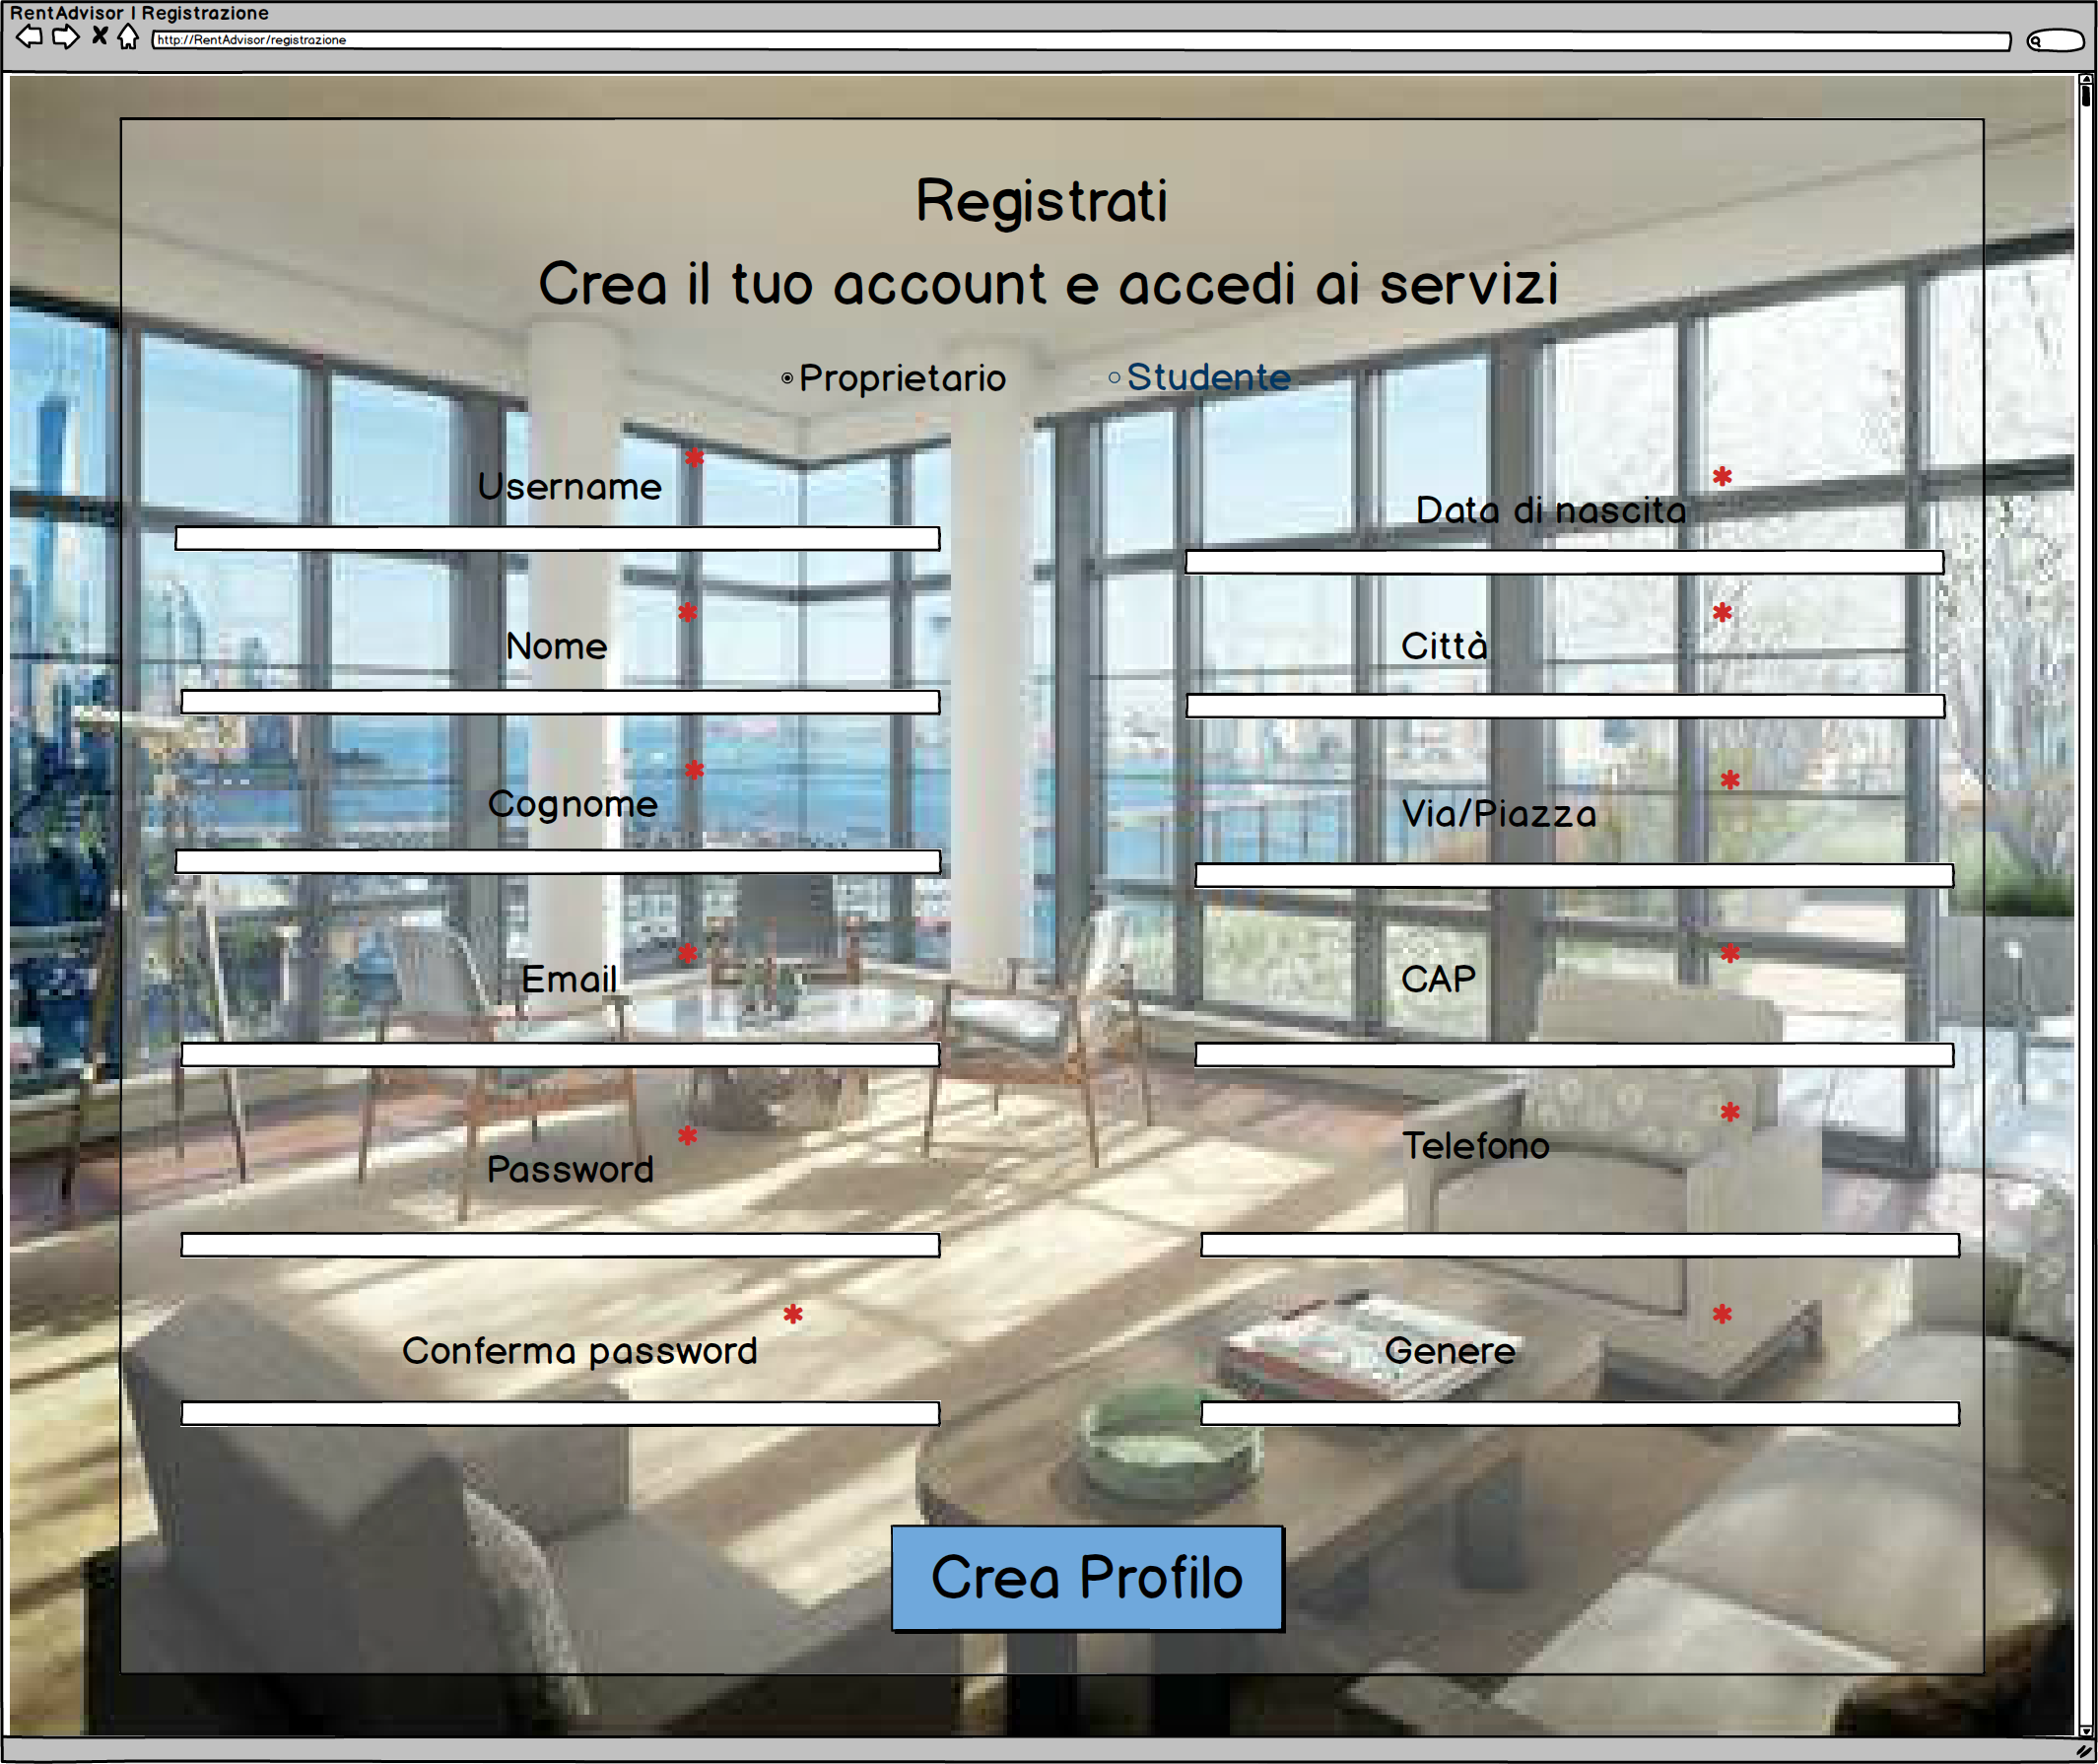 RentAdvisor | Registrazione
http://RentAdvisor/registrazione
Registrati
Crea il tuo account e accedi ai servizi
Proprietario
Studente
Username *
Nome *
Cognome *
Email *
Password *
Conferma password *
Data di nascita *
Città *
Via/Piazza *
CAP *
Telefono *
Genere *
Crea Profilo